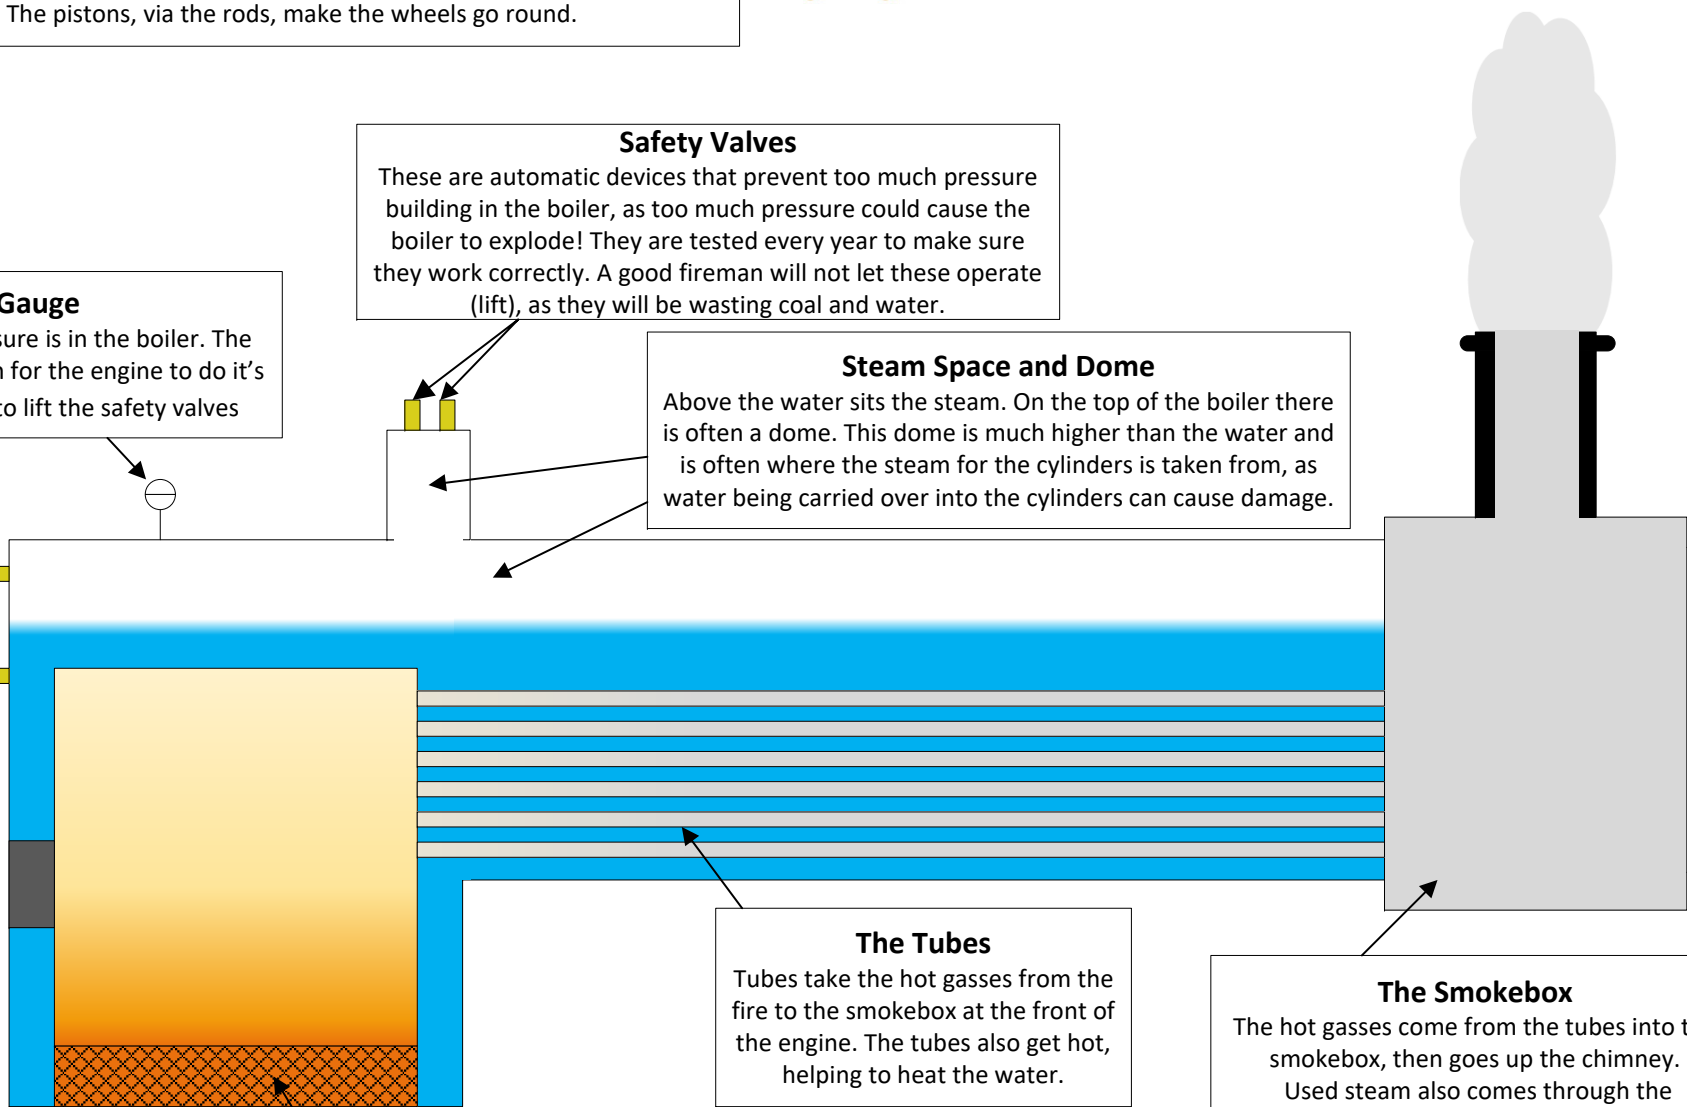 The pistons, via the rods, make the wheels go round.
Safety Valves
These are automatic devices that prevent too much pressure
building in the boiler, as too much pressure could cause the
boiler to explode! They are tested every year to make sure
they work correctly. A good fireman will not let these operate
(lift), as they will be wasting coal and water.
Gauge
sure is in the boiler. The
for the engine to do it's
to lift the safety valves
Steam Space and Dome
Above the water sits the steam. On the top of the boiler there
is often a dome. This dome is much higher than the water and
is often where the steam for the cylinders is taken from, as
water being carried over into the cylinders can cause damage.
The Tubes
Tubes take the hot gasses from the
fire to the smokebox at the front of
the engine. The tubes also get hot,
helping to heat the water.
The Smokebox
The hot gasses come from the tubes into
smokebox, then goes up the chimney.
Used steam also comes through the